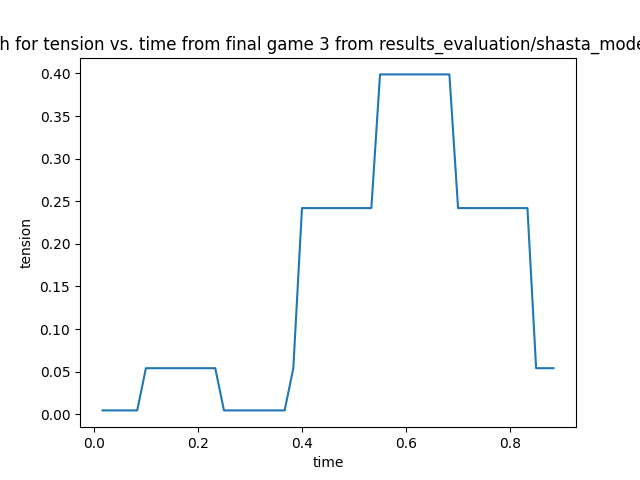 h for tension vs. time from final game 3 from results_evaluation/shasta_mode
0.40
0.35
0.30
0.25
0.20
0.15
0.10
0.05
0.00
tension
0.0 0.2 0.4 0.6 0.8
time